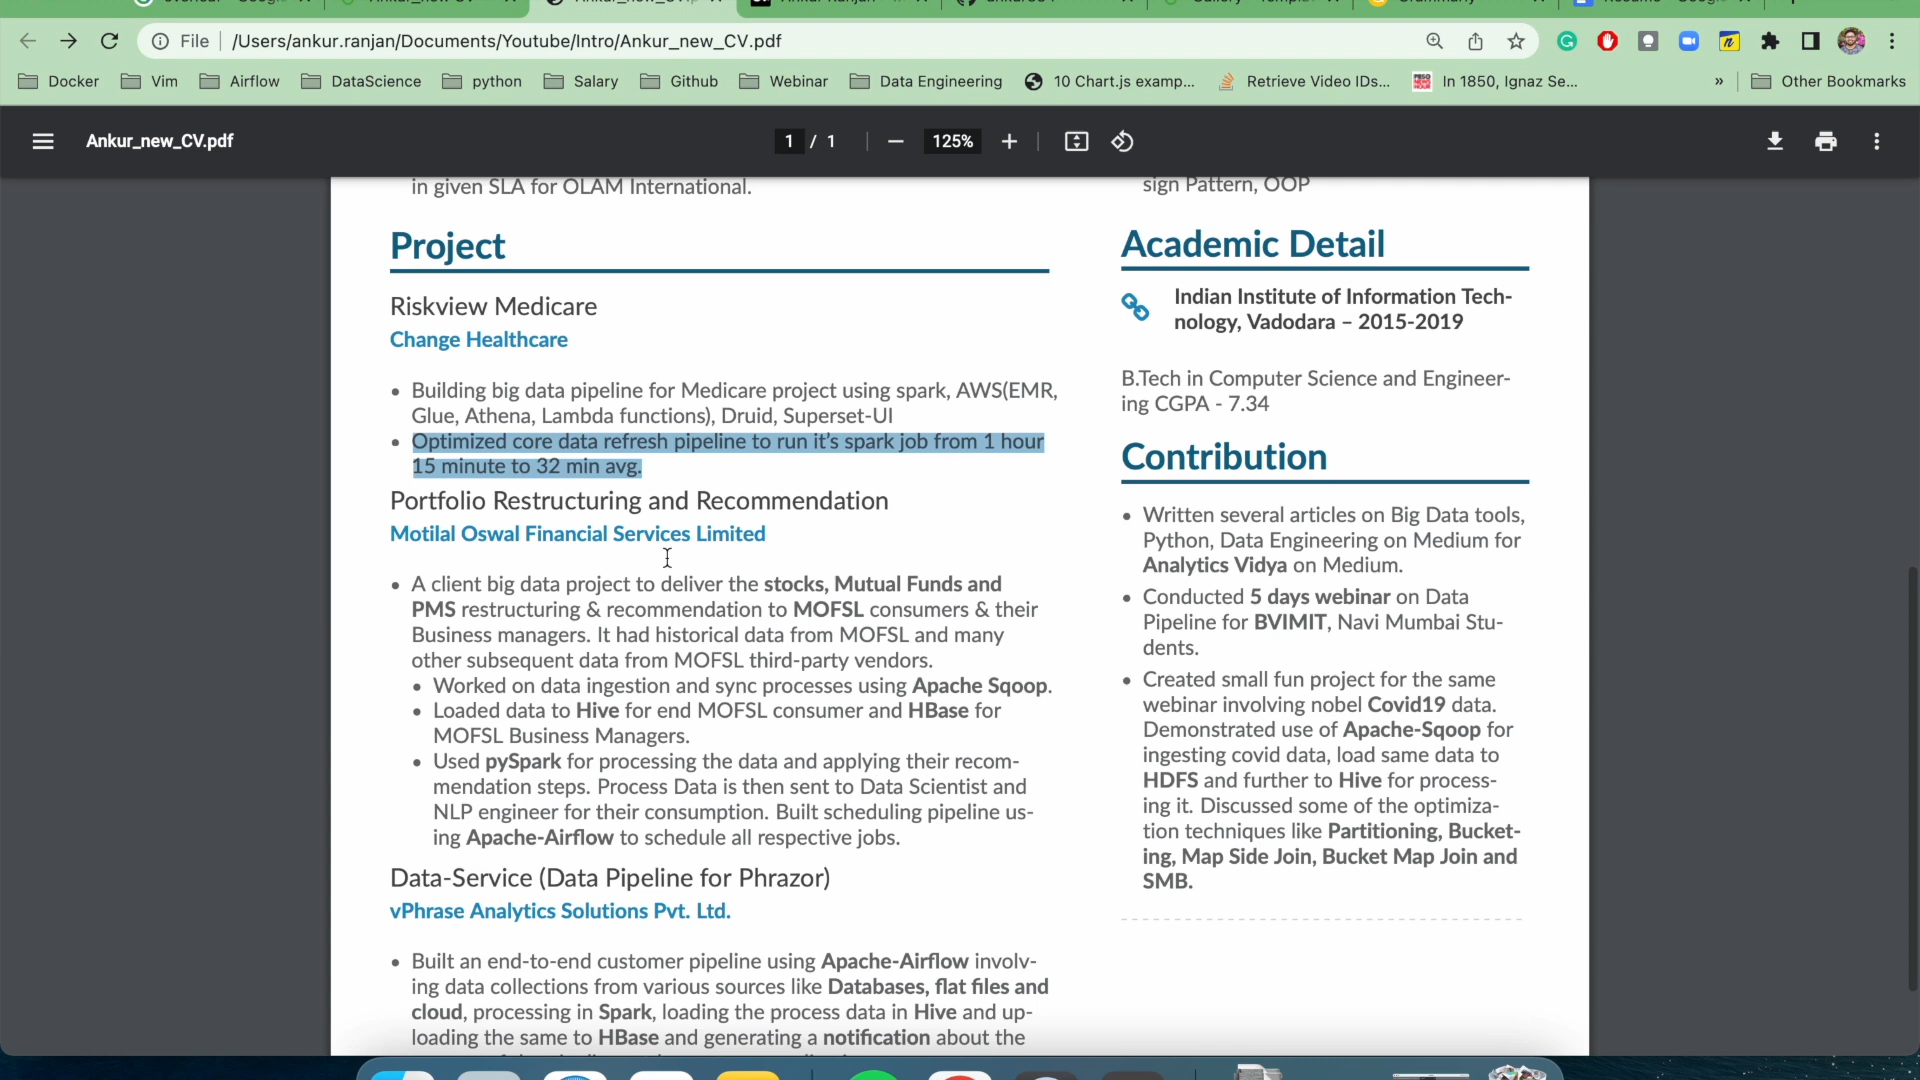 File /Users/ankur.ranjan/Documents/Youtube/Intro/Ankur_new_CV.pdf
Docker Vim Airflow DataScience python Salary Github Webinar Data Engineering 10 Chart.js examp... Retrieve Video IDs... In 1850, Ignaz Se... » Other Bookmarks
Ankur_new_CV.pdf 1 / 1 125%
in given SLA for OLAM International.
Project
Riskview Medicare
Change Healthcare
• Building big data pipeline for Medicare project using spark, AWS(EMR,
Glue, Athena, Lambda functions), Druid, Superset-UI
• Optimized core data refresh pipeline to run it's spark job from 1 hour
15 minute to 32 min avg.
Portfolio Restructuring and Recommendation
Motilal Oswal Financial Services Limited
• A client big data project to deliver the stocks, Mutual Funds and
PMS restructuring & recommendation to MOFSL consumers & their
Business managers. It had historical data from MOFSL and many
other subsequent data from MOFSL third-party vendors.
• Worked on data ingestion and sync processes using Apache Sqoop.
• Loaded data to Hive for end MOFSL consumer and HBase for
MOFSL Business Managers.
• Used pySpark for processing the data and applying their recom-
mendation steps. Process Data is then sent to Data Scientist and
NLP engineer for their consumption. Built scheduling pipeline us-
ing Apache-Airflow to schedule all respective jobs.
Data-Service (Data Pipeline for Phrazor)
vPhrase Analytics Solutions Pvt. Ltd.
• Built an end-to-end customer pipeline using Apache-Airflow involv-
ing data collections from various sources like Databases, flat files and
cloud, processing in Spark, loading the process data in Hive and up-
loading the same to HBase and generating a notification about the
sign Pattern, OOP
Academic Detail
Indian Institute of Information Tech-
nology, Vadodara – 2015-2019
B.Tech in Computer Science and Engineer-
ing CGPA - 7.34
Contribution
• Written several articles on Big Data tools,
Python, Data Engineering on Medium for
Analytics Vidya on Medium.
• Conducted 5 days webinar on Data
Pipeline for BVIMIT, Navi Mumbai Stu-
dents.
• Created small fun project for the same
webinar involving nobel Covid19 data.
Demonstrated use of Apache-Sqoop for
ingesting covid data, load same data to
HDFS and further to Hive for process-
ing it. Discussed some of the optimiza-
tion techniques like Partitioning, Bucket-
ing, Map Side Join, Bucket Map Join and
SMB.